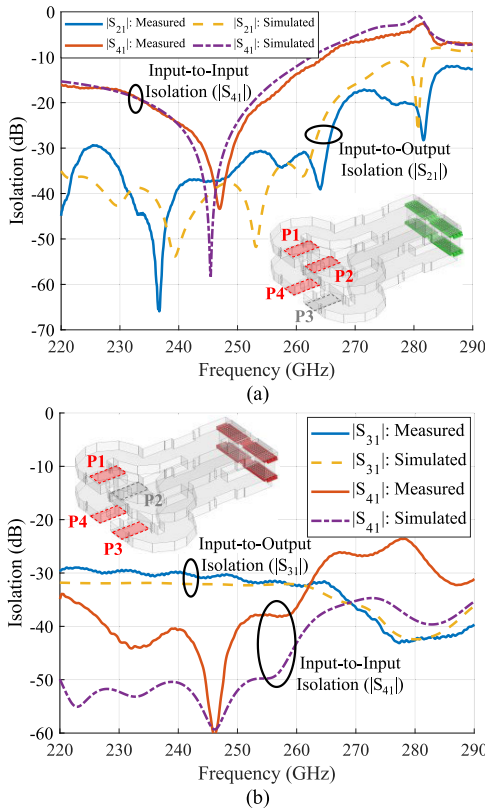 |S21|: Measured |S21|: Simulated
|S41|: Measured |S41|: Simulated
0
-10
-20
-30
-40
-50
-60
-70
Isolation (dB)
Input-to-Input
Isolation (|S41|)
Input-to-Output
Isolation (|S21|)
P1
P2
P4
P3
220 230 240 250 260 270 280 290
Frequency (GHz)
(a)
|S31|: Measured
|S31|: Simulated
|S41|: Measured
|S41|: Simulated
0
-10
-20
-30
-40
-50
-60
Isolation (dB)
P1
P2
P4
P3
Input-to-Output
Isolation (|S31|)
Input-to-Input
Isolation (|S41|)
220 230 240 250 260 270 280 290
Frequency (GHz)
(b)